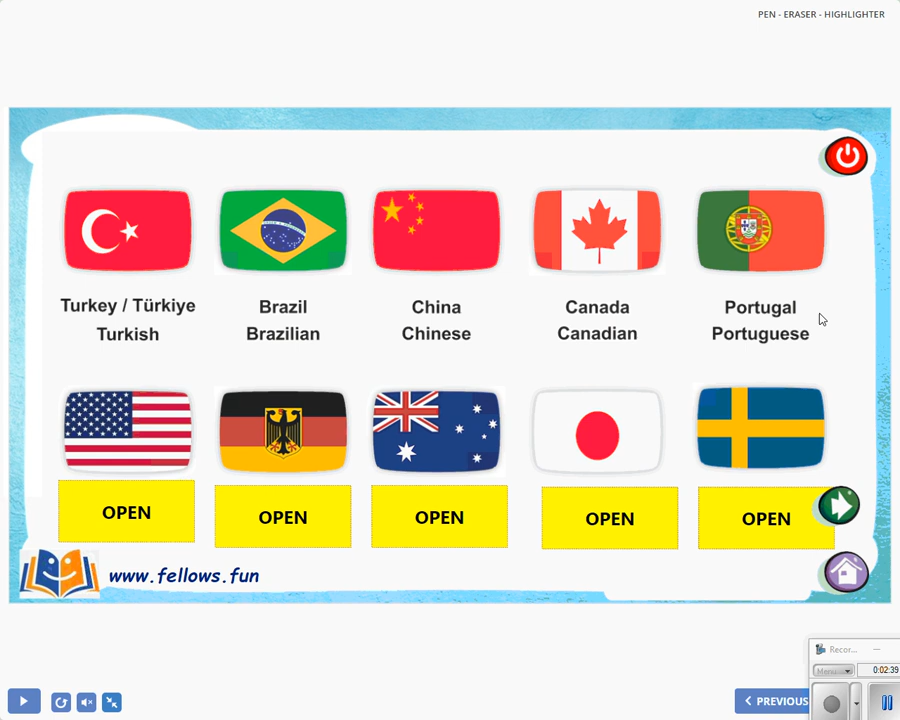 PEN - ERASER - HIGHLIGHTER
Turkey / Türkiye
Turkish
Brazil
Brazilian
China
Chinese
Canada
Canadian
Portugal
Portuguese
OPEN
OPEN
OPEN
OPEN
OPEN
www.fellows.fun
Recor...
0:02:39
PREVIOUS